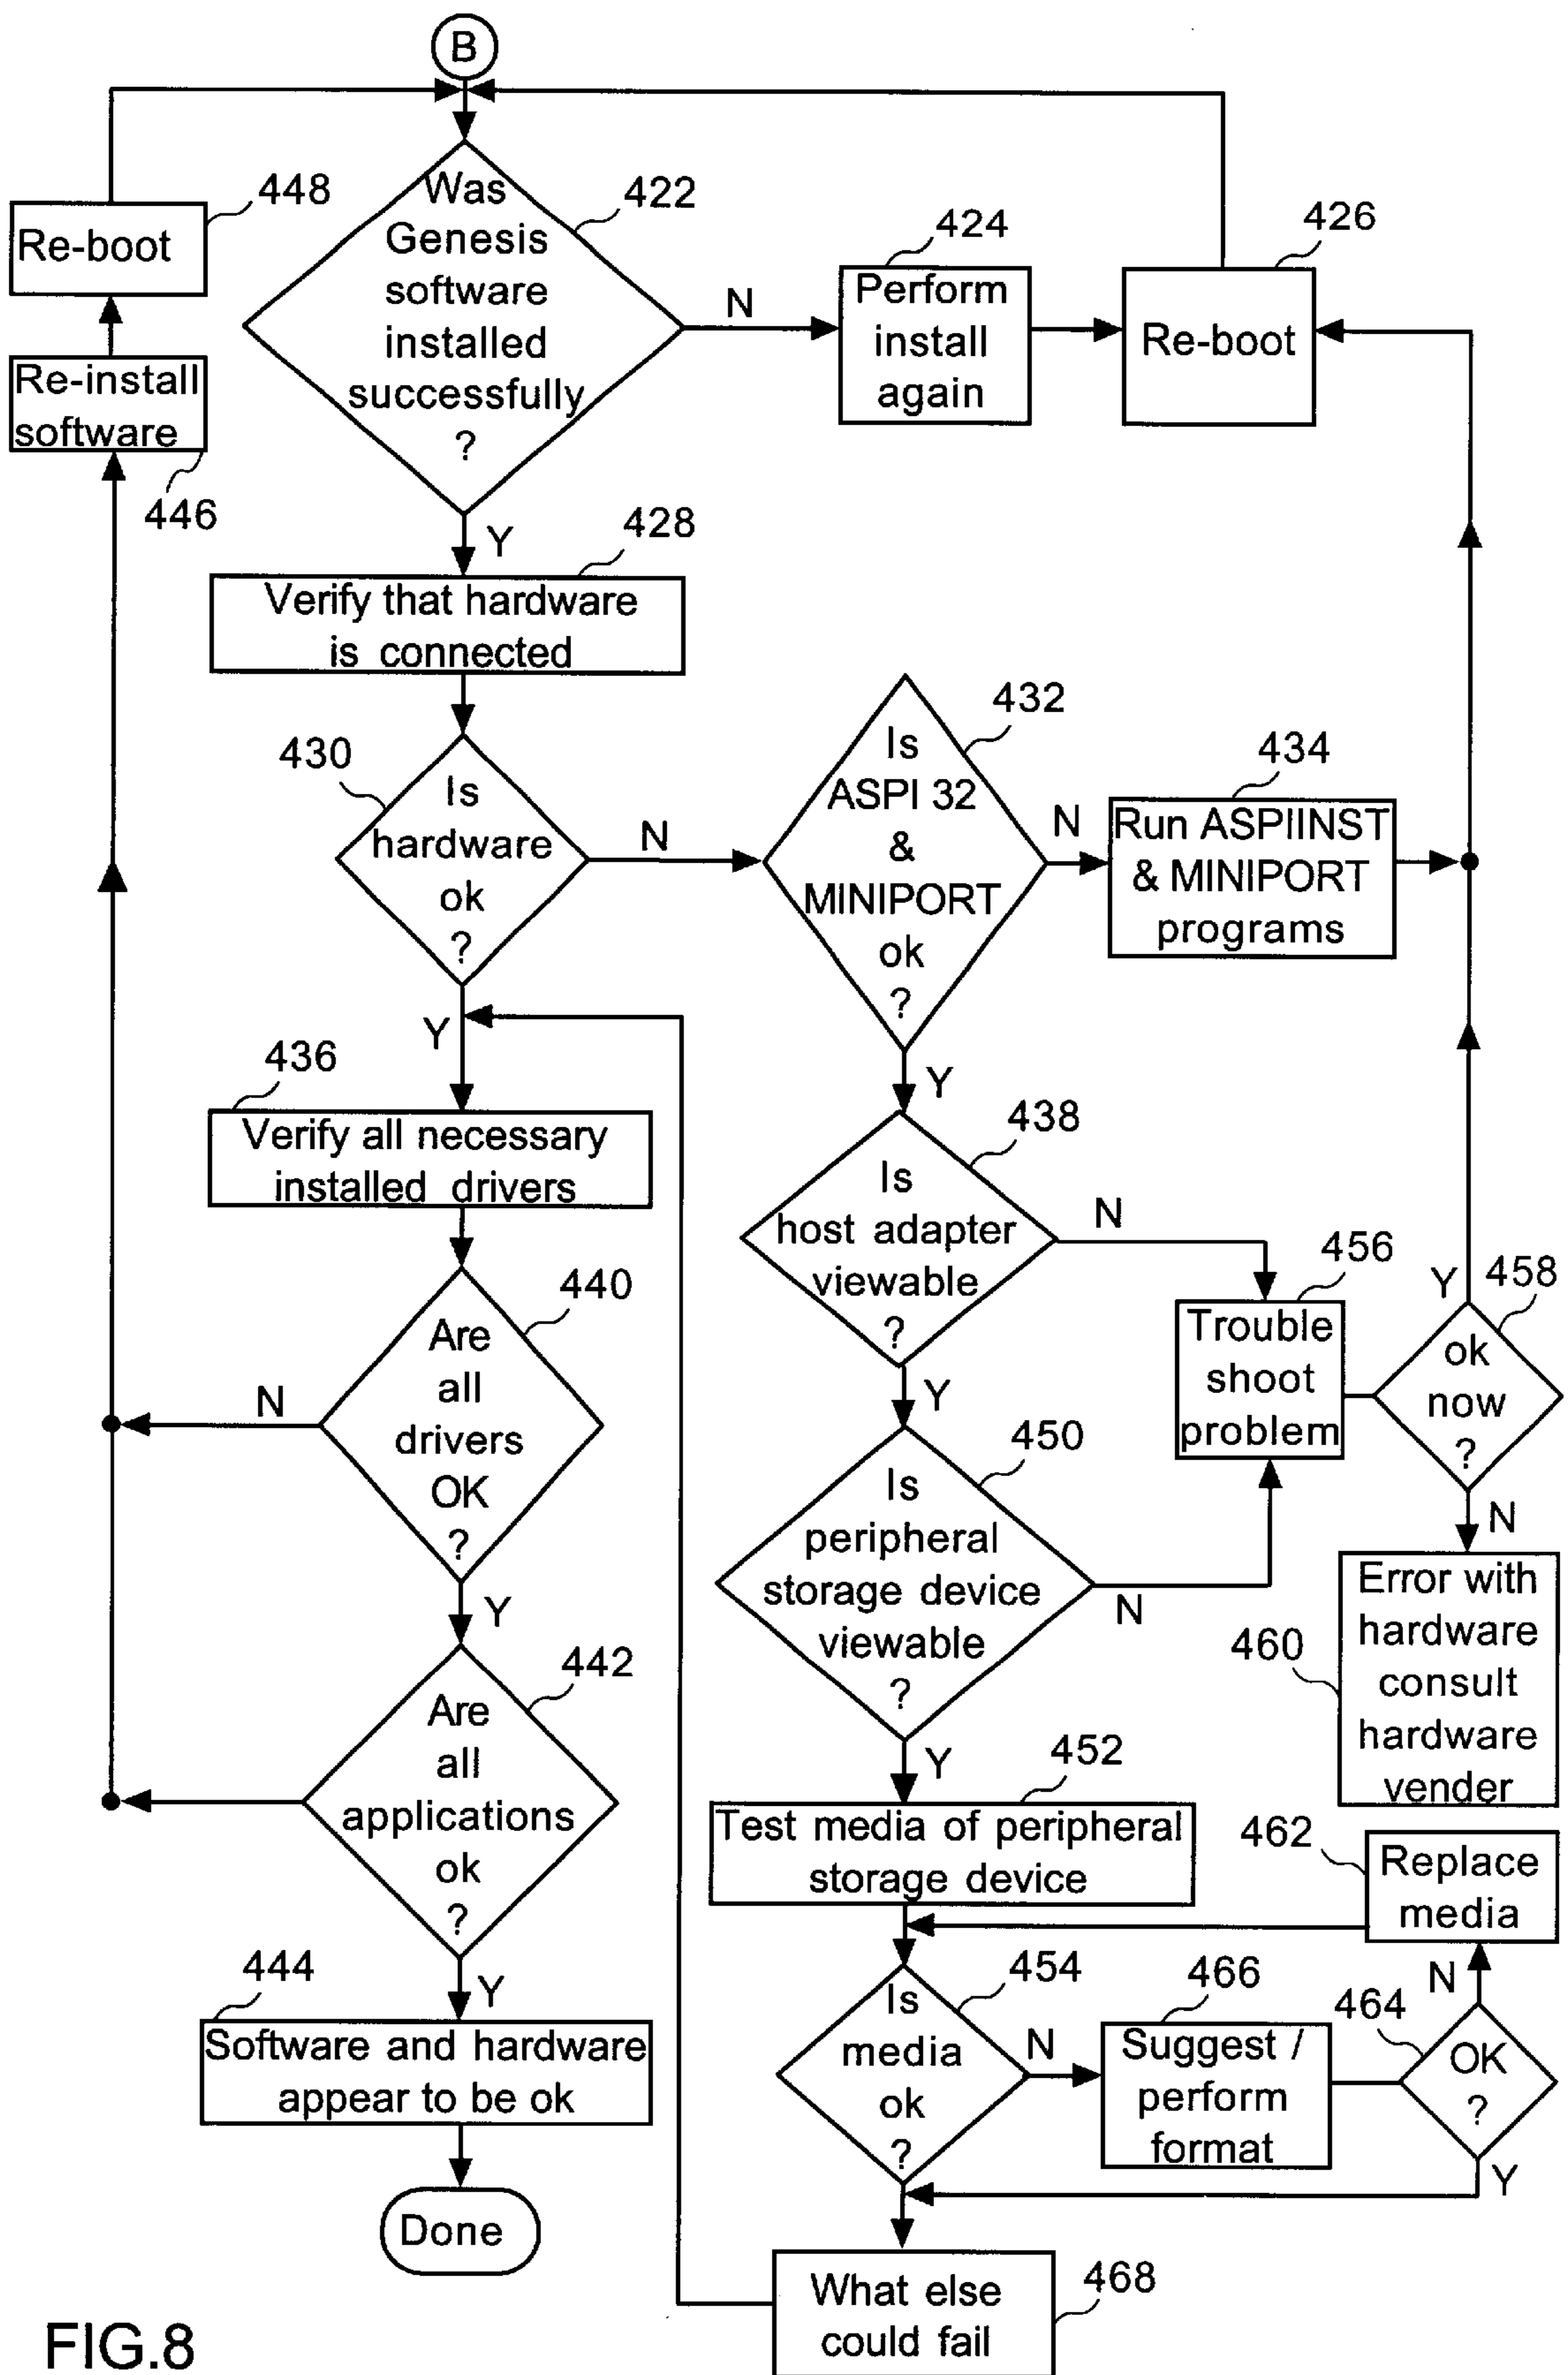 B
448
Re-boot
Re-install
software
446
Was
Genesis
software
installed
successfully
?
422
N
424
Perform
install
again
426
Re-boot
Y
428
Verify that hardware
is connected
430
Is
hardware
ok
?
N
432
Is
ASPI 32
&
MINIPORT
ok
?
N
434
Run ASPIINST
& MINIPORT
programs
Y
436
Verify all necessary
installed drivers
Y
438
Is
host adapter
viewable
?
N
456
Trouble
shoot
problem
Y
458
ok
now
?
N
460
Error with
hardware
consult
hardware
vender
440
Are
all
drivers
OK
?
N
Y
Y
450
Is
peripheral
storage device
viewable
?
N
442
Are
all
applications
ok
?
Y
Y
452
Test media of peripheral
storage device
462
Replace
media
444
Software and hardware
appear to be ok
Done
454
Is
media
ok
?
N
466
Suggest /
perform
format
464
N
OK
?
Y
468
What else
could fail
FIG.8